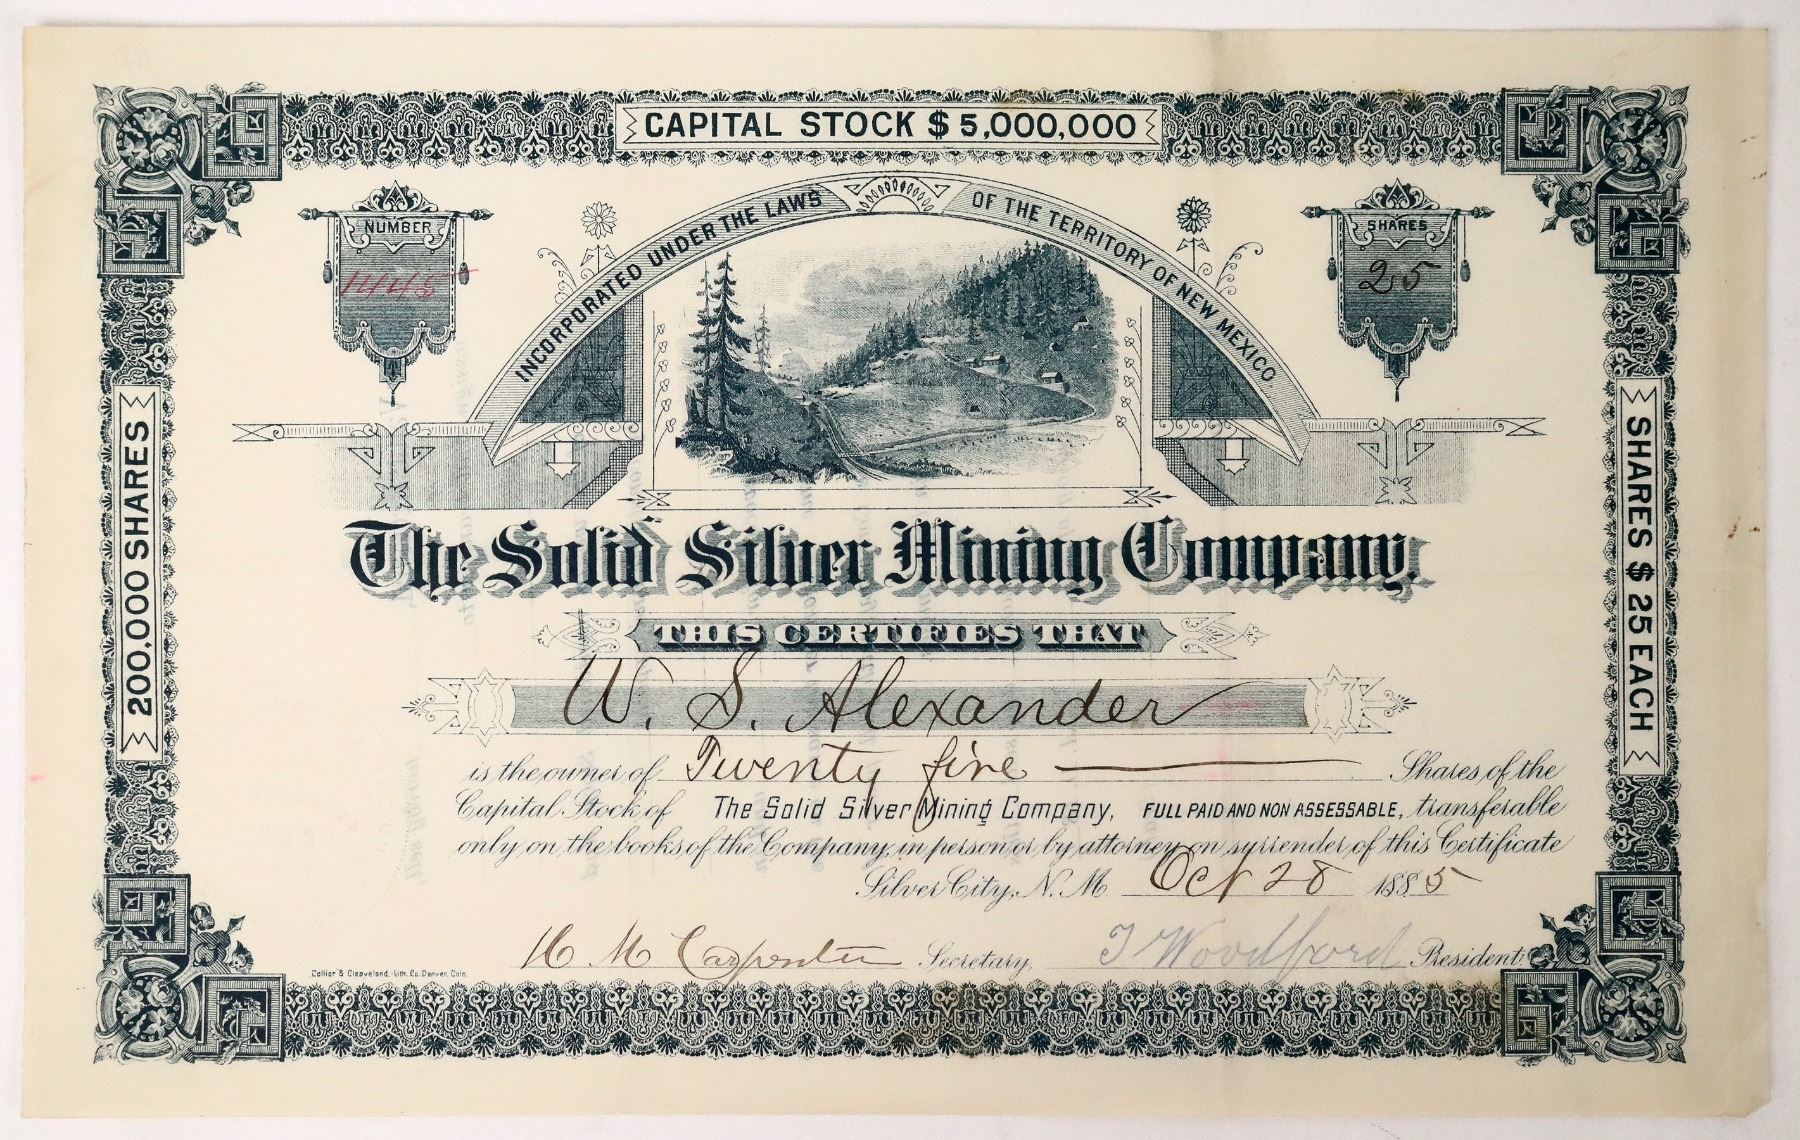 CAPITAL STOCK $5,000,000
INCORPORATED UNDER THE LAWS OF THE TERRITORY OF NEW MEXICO
NUMBER
1445
SHARES
25
200,000 SHARES
SHARES $25 EACH
The Solid Silver Mining Company.
THIS CERTIFIES THAT
W. S. Alexander
is the owner of Twenty five Shares of the
Capital Stock of The Solid Silver Mining Company, FULL PAID AND NON ASSESSABLE, transferable
only on the books of the Company, in person or by attorney on surrender of this Certificate
Silver City, N. M. Oct 28 1885
H M Carpenter Secretary, J Woodford President.
Collier & Cleaveland, Lith. Co. Denver, Colo.